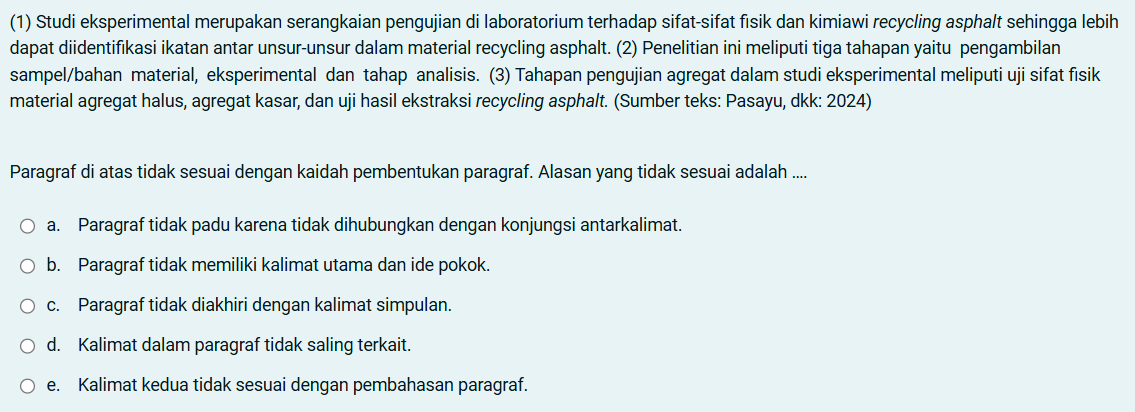 (1) Studi eksperimental merupakan serangkaian pengujian di laboratorium terhadap sifat-sifat fisik dan kimiawi recycling asphalt sehingga lebih
dapat diidentifikasi ikatan antar unsur-unsur dalam material recycling asphalt. (2) Penelitian ini meliputi tiga tahapan yaitu pengambilan
sampel/bahan material, eksperimental dan tahap analisis. (3) Tahapan pengujian agregat dalam studi eksperimental meliputi uji sifat fisik
material agregat halus, agregat kasar, dan uji hasil ekstraksi recycling asphalt. (Sumber teks: Pasayu, dkk: 2024)
Paragraf di atas tidak sesuai dengan kaidah pembentukan paragraf. Alasan yang tidak sesuai adalah ....
a. Paragraf tidak padu karena tidak dihubungkan dengan konjungsi antarkalimat.
b. Paragraf tidak memiliki kalimat utama dan ide pokok.
c. Paragraf tidak diakhiri dengan kalimat simpulan.
d. Kalimat dalam paragraf tidak saling terkait.
e. Kalimat kedua tidak sesuai dengan pembahasan paragraf.